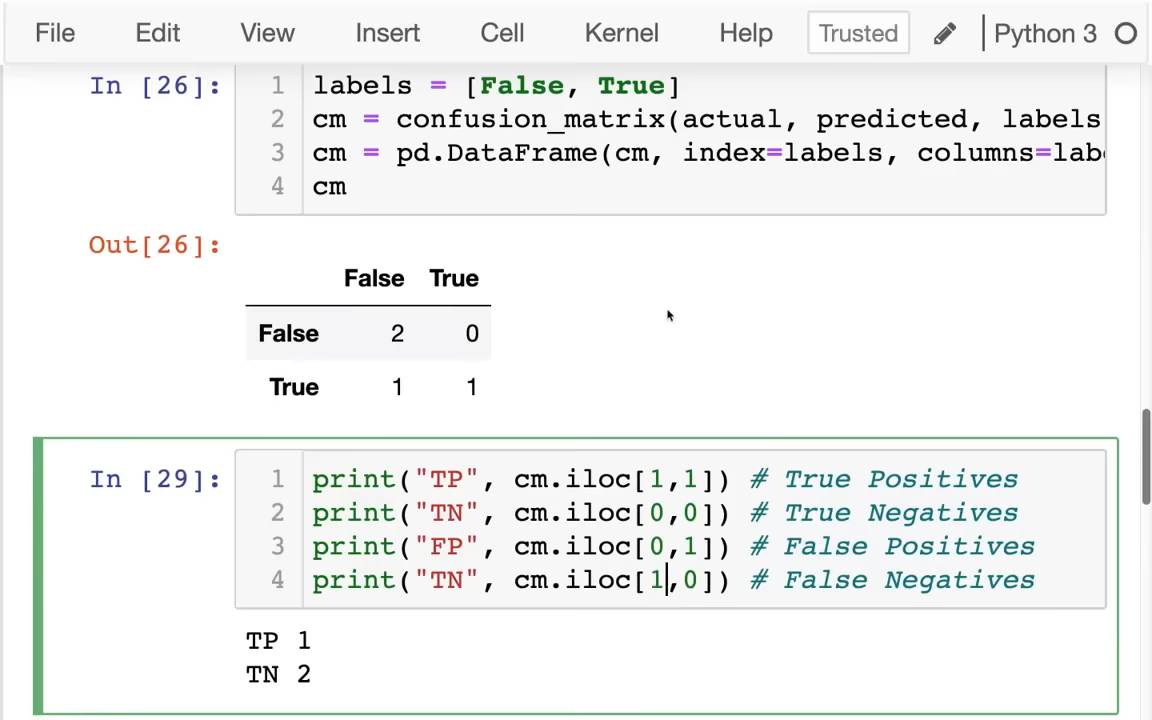 File Edit View Insert Cell Kernel Help Trusted Python 3
In [26]:
1 labels = [False, True]
2 cm = confusion_matrix(actual, predicted, labels
3 cm = pd.DataFrame(cm, index=labels, columns=lab
4 cm
Out[26]:
False True
False 2 0
True 1 1
In [29]:
1 print("TP", cm.iloc[1,1]) # True Positives
2 print("TN", cm.iloc[0,0]) # True Negatives
3 print("FP", cm.iloc[0,1]) # False Positives
4 print("TN", cm.iloc[1,0]) # False Negatives
TP 1
TN 2